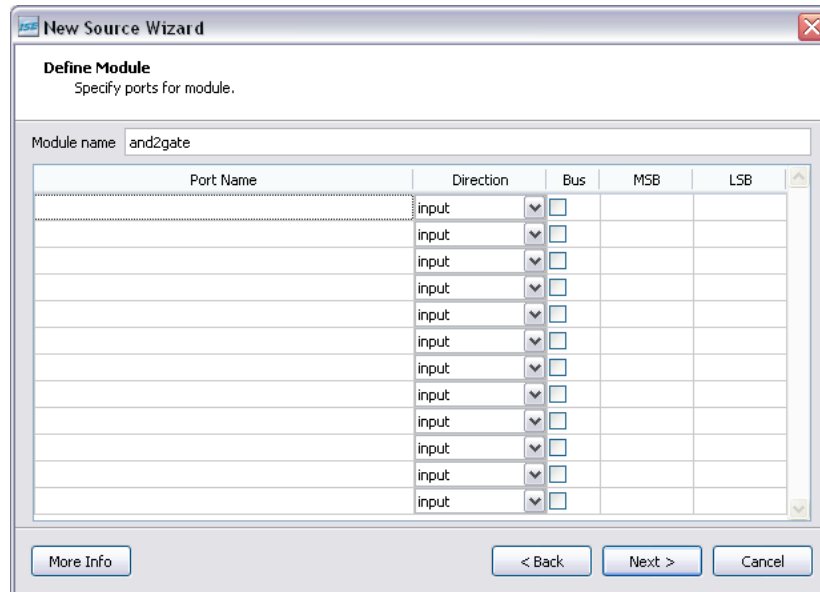 ISE New Source Wizard
Define Module
Specify ports for module.
Module name and2gate
Port Name Direction Bus MSB LSB
input
input
input
input
input
input
input
input
input
input
input
input
More Info < Back Next > Cancel